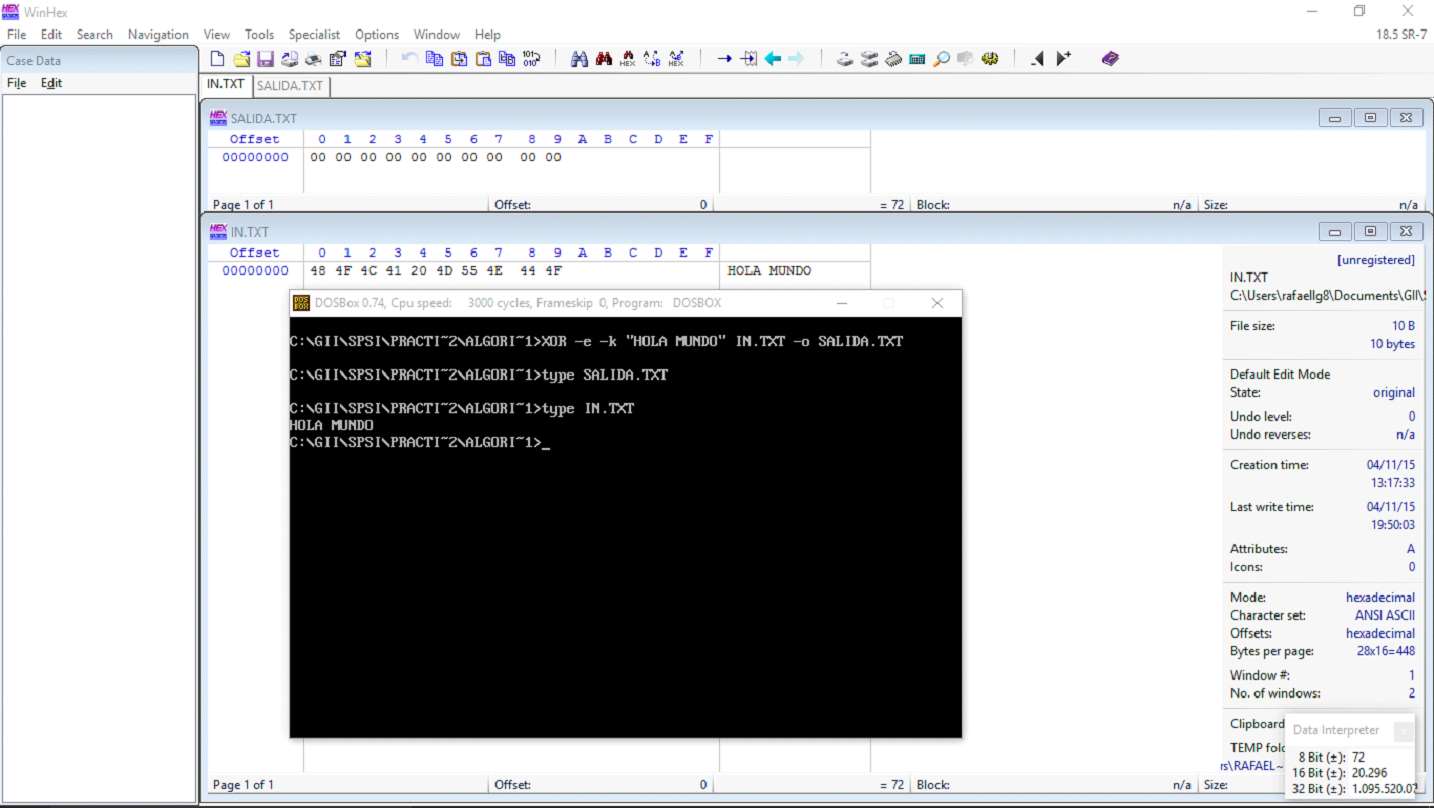 WinHex
File Edit Search Navigation View Tools Specialist Options Window Help 18.5 SR-7
Case Data
File Edit
IN.TXT SALIDA.TXT
SALIDA.TXT
Offset 0 1 2 3 4 5 6 7 8 9 A B C D E F
00000000 00 00 00 00 00 00 00 00 00 00
Page 1 of 1 Offset: 0 = 72 Block: n/a Size: n/a
IN.TXT
Offset 0 1 2 3 4 5 6 7 8 9 A B C D E F
00000000 48 4F 4C 41 20 4D 55 4E 44 4F HOLA MUNDO
DOSBox 0.74, Cpu speed: 3000 cycles, Frameskip 0, Program: DOSBOX
C:\GII\SPSI\PRACTI~2\ALGORI~1>XOR -e -k "HOLA MUNDO" IN.TXT -o SALIDA.TXT
C:\GII\SPSI\PRACTI~2\ALGORI~1>type SALIDA.TXT
C:\GII\SPSI\PRACTI~2\ALGORI~1>type IN.TXT
HOLA MUNDO
C:\GII\SPSI\PRACTI~2\ALGORI~1>_
[unregistered]
IN.TXT
C:\Users\rafaellg8\Documents\GII\
File size: 10 B
10 bytes
Default Edit Mode
State: original
Undo level: 0
Undo reverses: n/a
Creation time: 04/11/15
13:17:33
Last write time: 04/11/15
19:50:03
Attributes: A
Icons: 0
Mode: hexadecimal
Character set: ANSI ASCII
Offsets: hexadecimal
Bytes per page: 28x16=448
Window #: 1
No. of windows: 2
Clipboard
TEMP fold
rs\RAFAEL~
Data Interpreter
8 Bit (±): 72
16 Bit (±): 20.296
32 Bit (±): 1.095.520.0
Page 1 of 1 Offset: 0 = 72 Block: n/a Size: